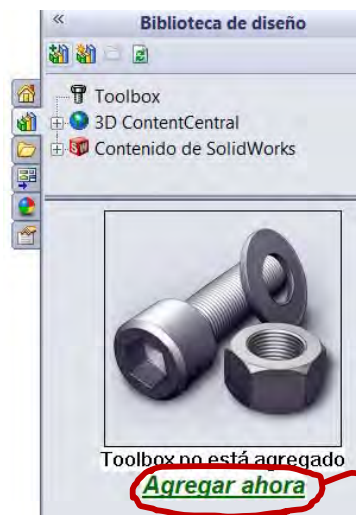 Biblioteca de diseño
Toolbox
3D ContentCentral
Contenido de SolidWorks
Toolbox no está agregado
Agregar ahora